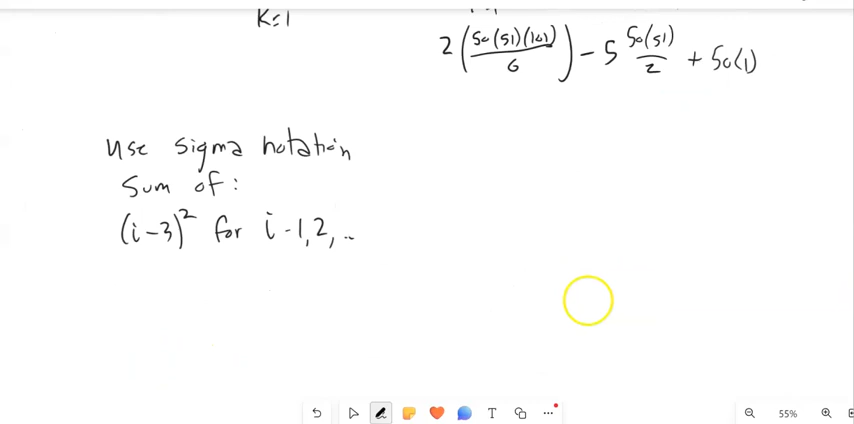 K=1
2(50(51)(101)/6) - 5 50(51)/2 + 50(1)
Use sigma notation
Sum of:
(i-3)² for i-1,2, ..
T
55%